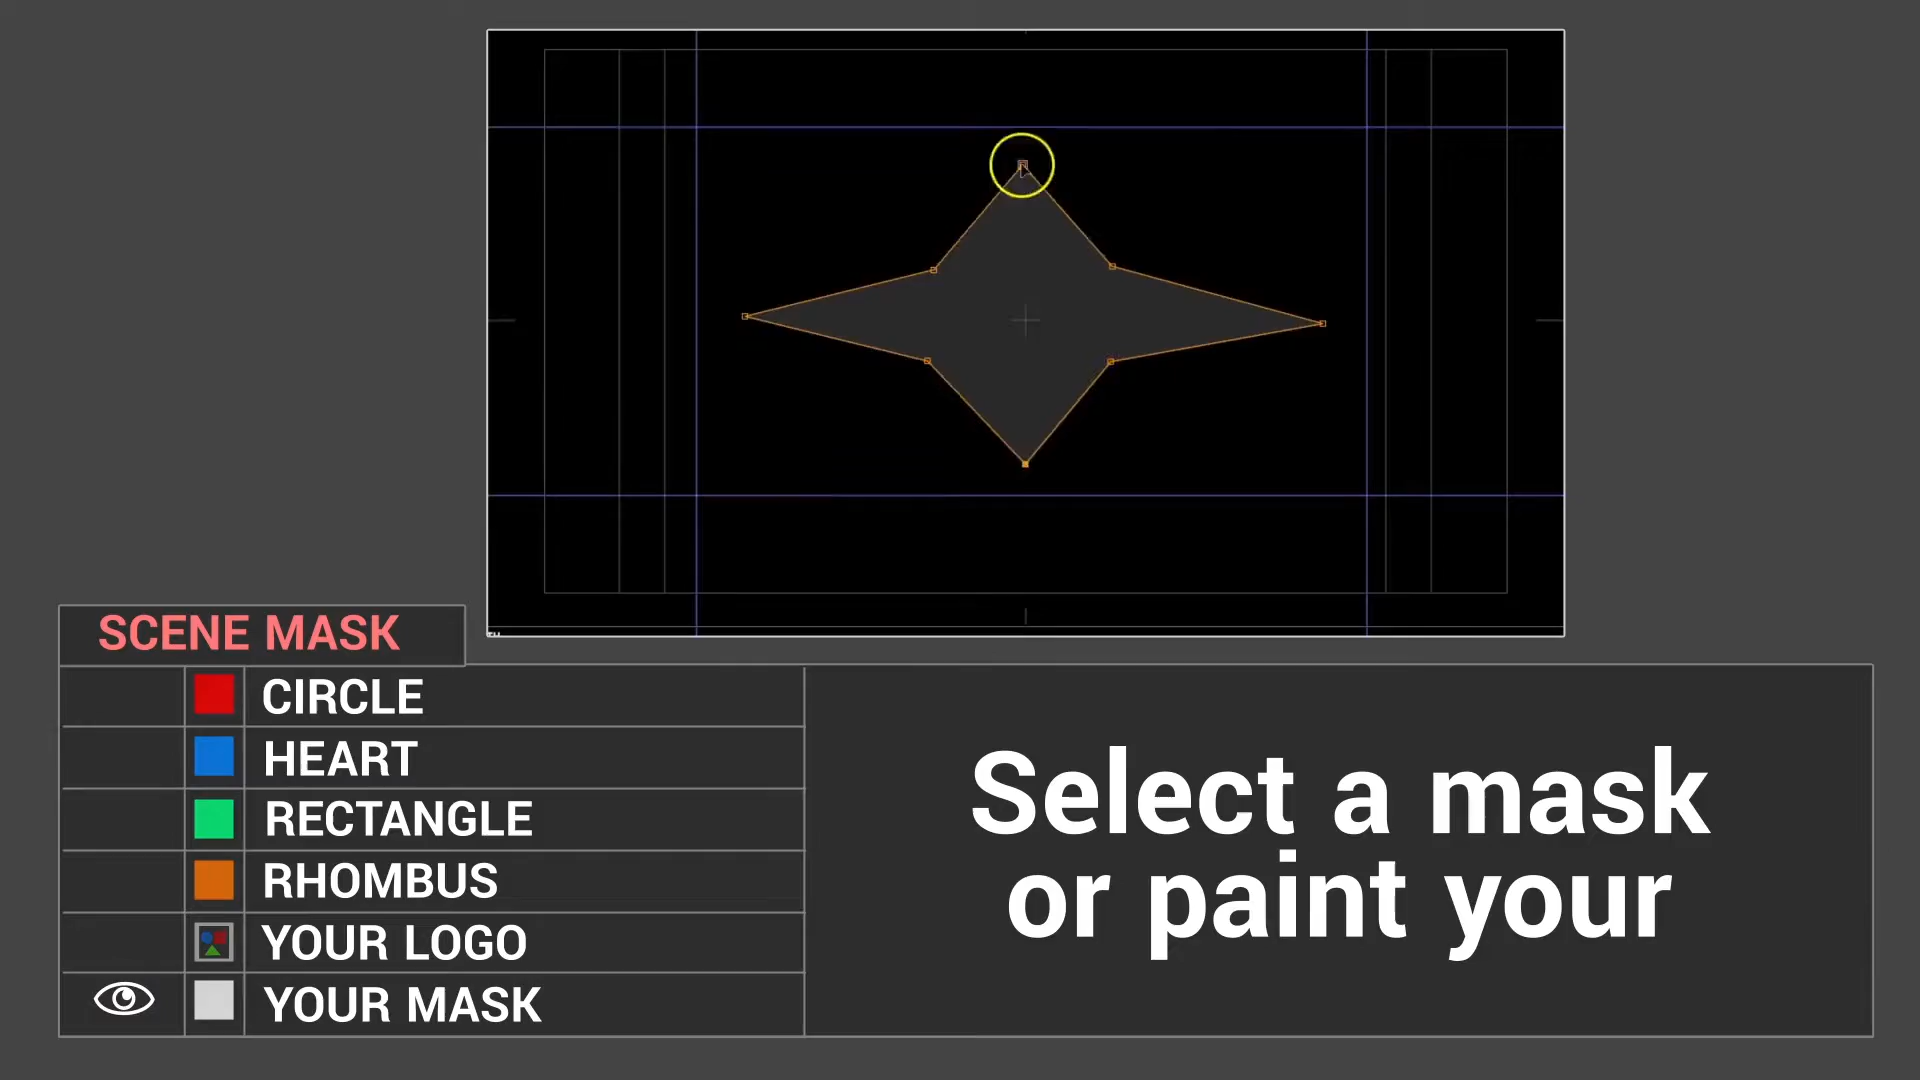 SCENE MASK
CIRCLE
HEART
RECTANGLE
RHOMBUS
YOUR LOGO
YOUR MASK
Select a mask
or paint your